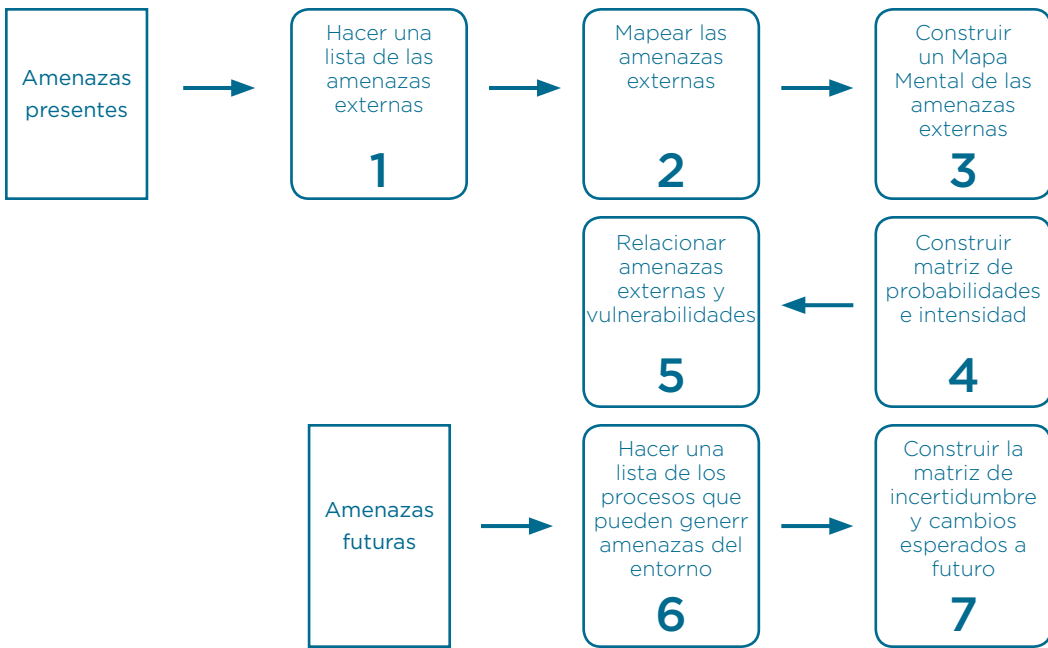 Amenazas
presentes
Hacer una
lista de las
amenazas
externas
1
Mapear las
amenazas
externas
2
Construir
un Mapa
Mental de las
amenazas
externas
3
Construir
matriz de
probabilidades
e intensidad
4
Relacionar
amenazas
externas y
vulnerabilidades
5
Amenazas
futuras
Hacer una
lista de los
procesos que
pueden generr
amenazas del
entorno
6
Construir la
matriz de
incertidumbre
y cambios
esperados a
futuro
7